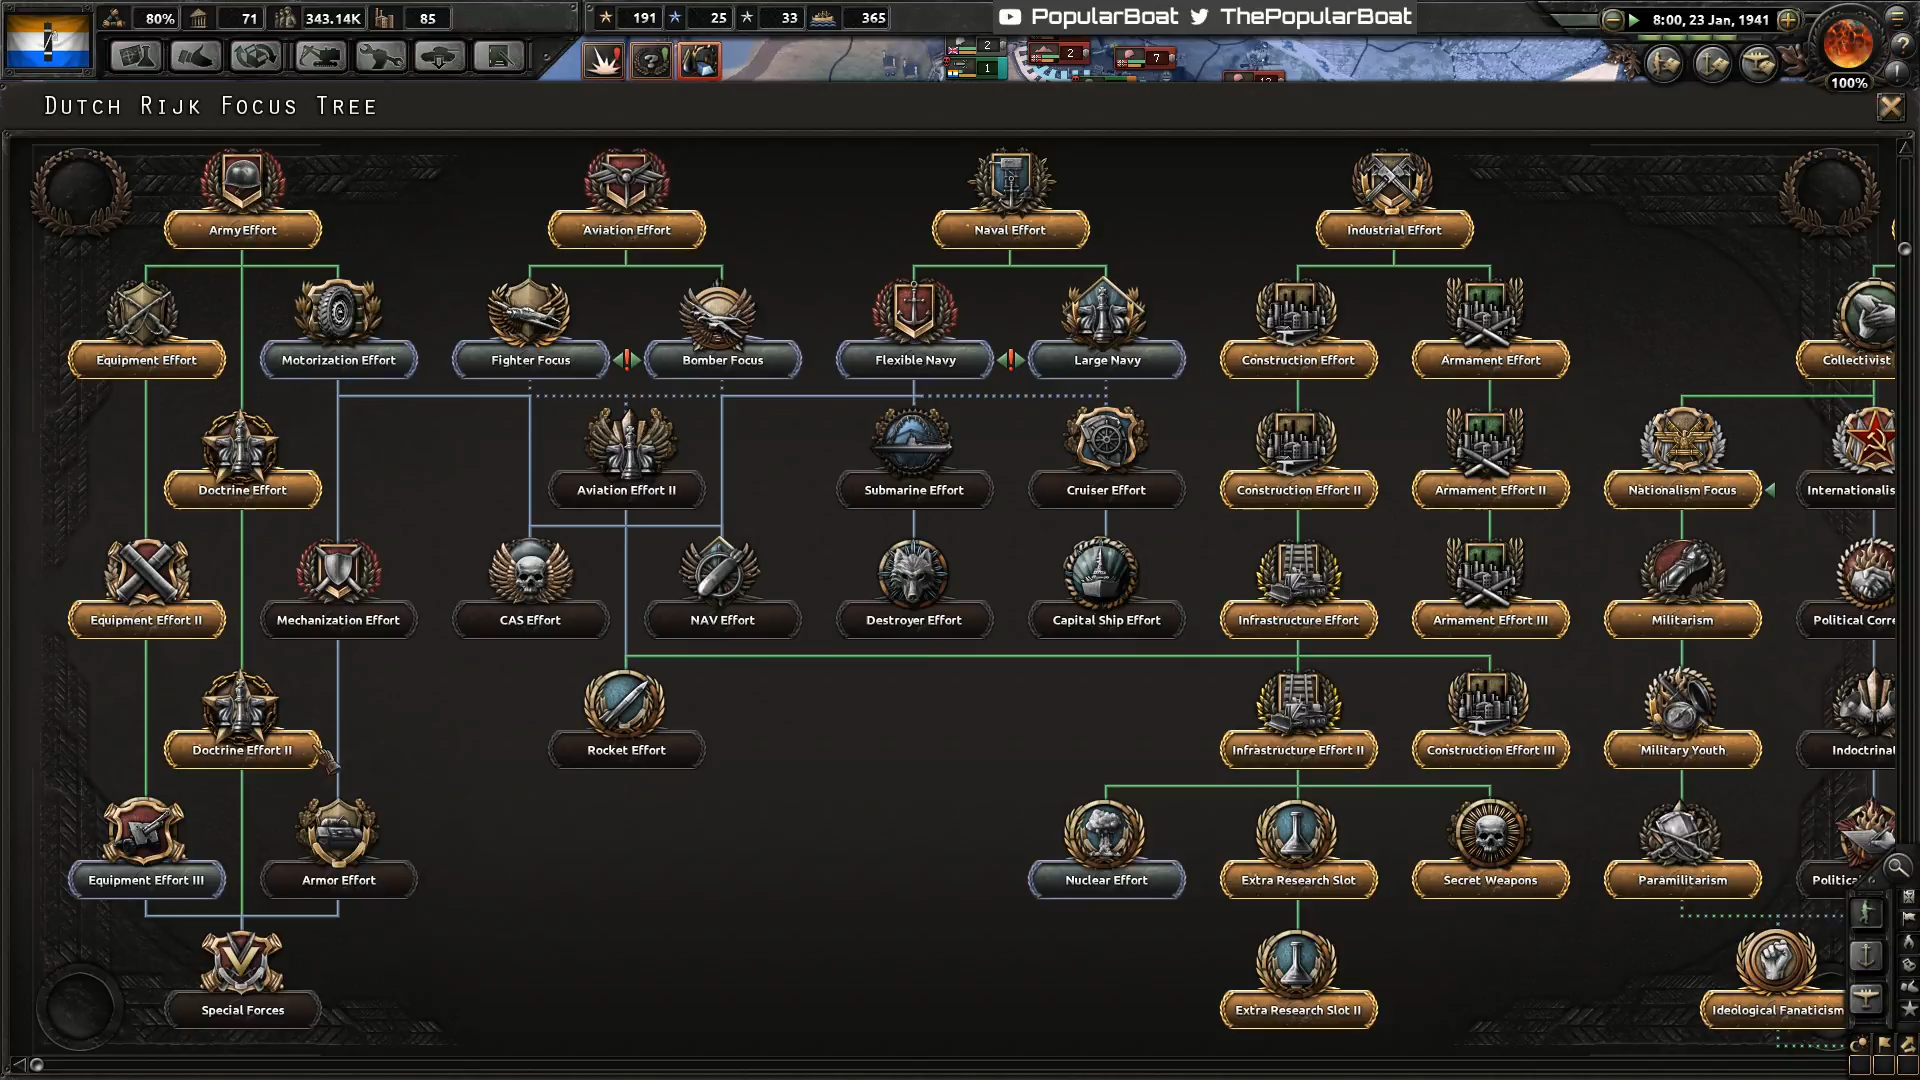 80%
71
343.14K
85
191
25
33
365
PopularBoat
ThePopularBoat
8:00, 23 Jan, 1941
100%
2
1
2
7
DUTCH RIJK FOCUS TREE
Army Effort
Aviation Effort
Naval Effort
Industrial Effort
Equipment Effort
Motorization Effort
Fighter Focus
Bomber Focus
Flexible Navy
Large Navy
Construction Effort
Armament Effort
Collectivist
Doctrine Effort
Aviation Effort II
Submarine Effort
Cruiser Effort
Construction Effort II
Armament Effort II
Nationalism Focus
Internationalis
Equipment Effort II
Mechanization Effort
CAS Effort
NAV Effort
Destroyer Effort
Capital Ship Effort
Infrastructure Effort
Armament Effort III
Militarism
Political Corre
Doctrine Effort II
Rocket Effort
Infrastructure Effort II
Construction Effort III
Military Youth
Indoctrinat
Equipment Effort III
Armor Effort
Nuclear Effort
Extra Research Slot
Secret Weapons
Paramilitarism
Political
Special Forces
Extra Research Slot II
Ideological Fanaticism